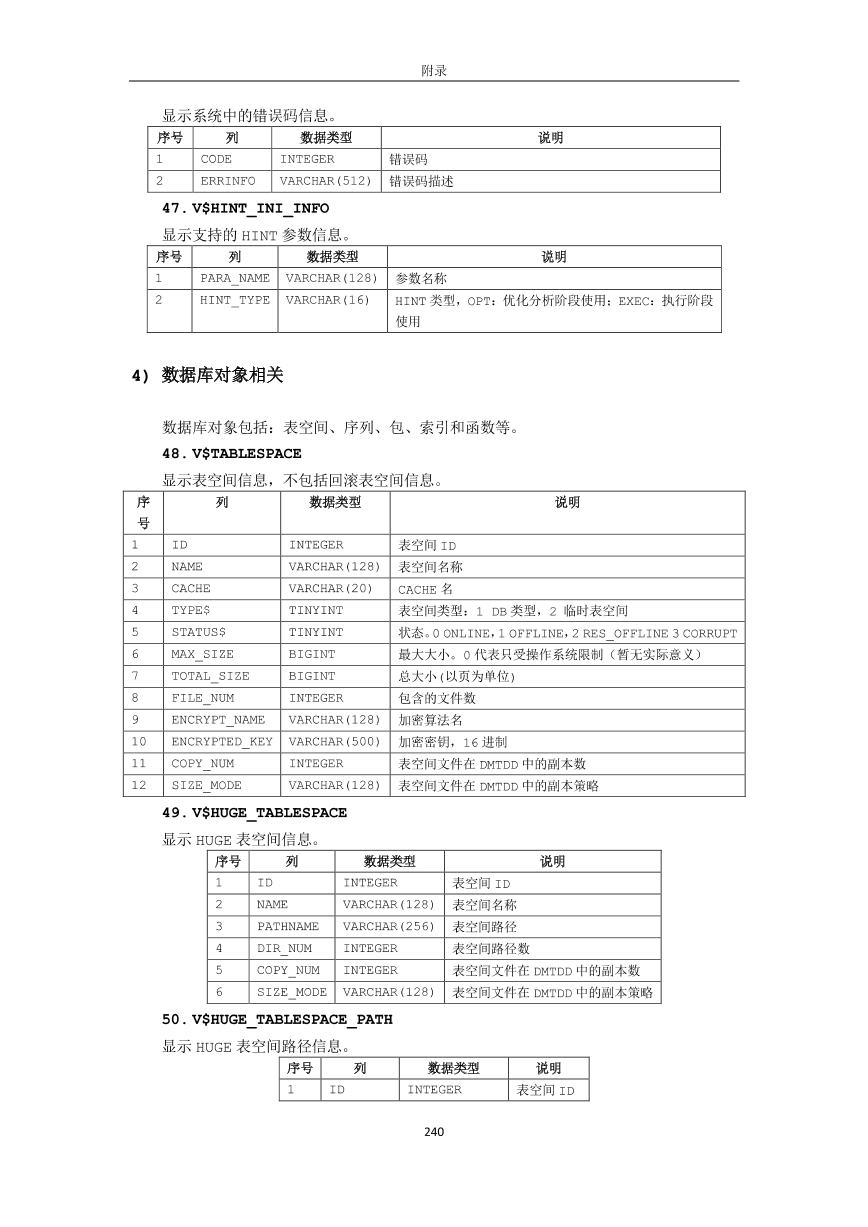 附录
显示系统中的错误码信息。
序号 列 数据类型 说明
1 CODE INTEGER 错误码
2 ERRINFO VARCHAR(512) 错误码描述
47. V$HINT_INI_INFO
显示支持的 HINT 参数信息。
序号 列 数据类型 说明
1 PARA_NAME VARCHAR(128) 参数名称
2 HINT_TYPE VARCHAR(16) HINT 类型，OPT：优化分析阶段使用；EXEC：执行阶段
使用
4) 数据库对象相关
数据库对象包括：表空间、序列、包、索引和函数等。
48. V$TABLESPACE
显示表空间信息，不包括回滚表空间信息。
序 列 数据类型 说明
号
1 ID INTEGER 表空间 ID
2 NAME VARCHAR(128) 表空间名称
3 CACHE VARCHAR(20) CACHE 名
4 TYPE$ TINYINT 表空间类型：1 DB 类型，2 临时表空间
5 STATUS$ TINYINT 状态。0 ONLINE，1 OFFLINE，2 RES_OFFLINE 3 CORRUPT
6 MAX_SIZE BIGINT 最大大小。0 代表只受操作系统限制（暂无实际意义）
7 TOTAL_SIZE BIGINT 总大小(以页为单位)
8 FILE_NUM INTEGER 包含的文件数
9 ENCRYPT_NAME VARCHAR(128) 加密算法名
10 ENCRYPTED_KEY VARCHAR(500) 加密密钥，16 进制
11 COPY_NUM INTEGER 表空间文件在 DMTDD 中的副本数
12 SIZE_MODE VARCHAR(128) 表空间文件在 DMTDD 中的副本策略
49. V$HUGE_TABLESPACE
显示 HUGE 表空间信息。
序号 列 数据类型 说明
1 ID INTEGER 表空间 ID
2 NAME VARCHAR(128) 表空间名称
3 PATHNAME VARCHAR(256) 表空间路径
4 DIR_NUM INTEGER 表空间路径数
5 COPY_NUM INTEGER 表空间文件在 DMTDD 中的副本数
6 SIZE_MODE VARCHAR(128) 表空间文件在 DMTDD 中的副本策略
50. V$HUGE_TABLESPACE_PATH
显示 HUGE 表空间路径信息。
序号 列 数据类型 说明
1 ID INTEGER 表空间 ID
240